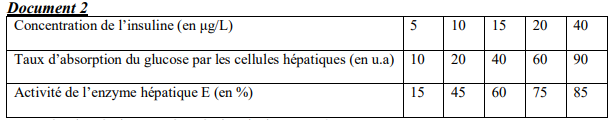 Document 2
Concentration de l'insuline (en µg/L) 5 10 15 20 40
Taux d'absorption du glucose par les cellules hépatiques (en u.a) 10 20 40 60 90
Activité de l'enzyme hépatique E (en %) 15 45 60 75 85